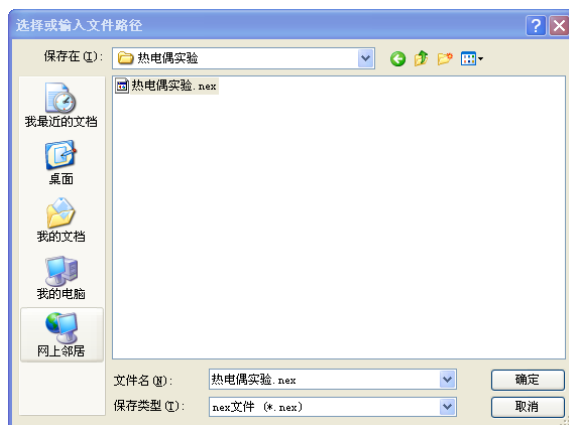 选择或输入文件路径
保存在(I):
热电偶实验
热电偶实验.nex
我最近的文档
桌面
我的文档
我的电脑
网上邻居
文件名(N):
热电偶实验.nex
确定
保存类型(T):
nex文件 (*.nex)
取消